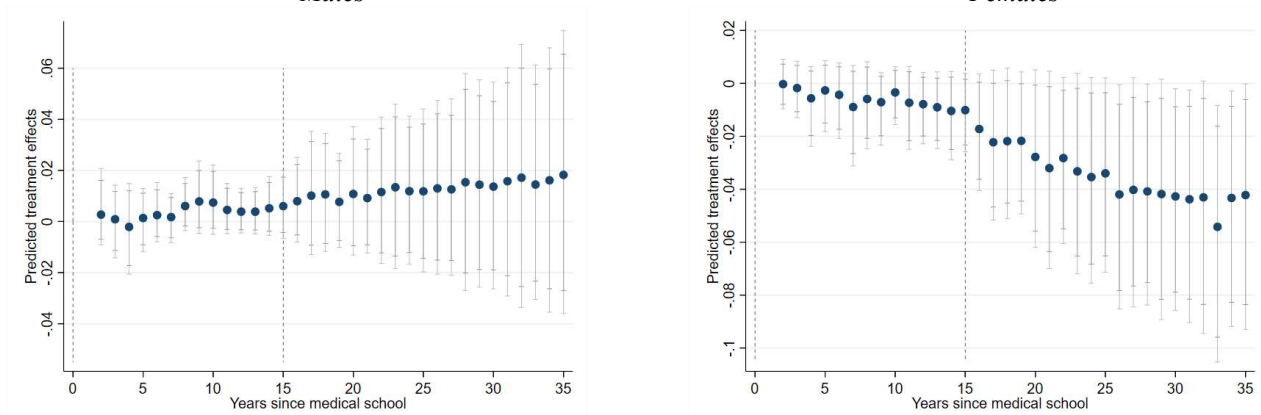 Males
Females
Predicted treatment effects
.06
.04
.02
0
-.02
-.04
0 5 10 15 20 25 30 35
Years since medical school
Predicted treatment effects
.02
0
-.02
-.04
-.06
-.08
-.1
0 5 10 15 20 25 30 35
Years since medical school